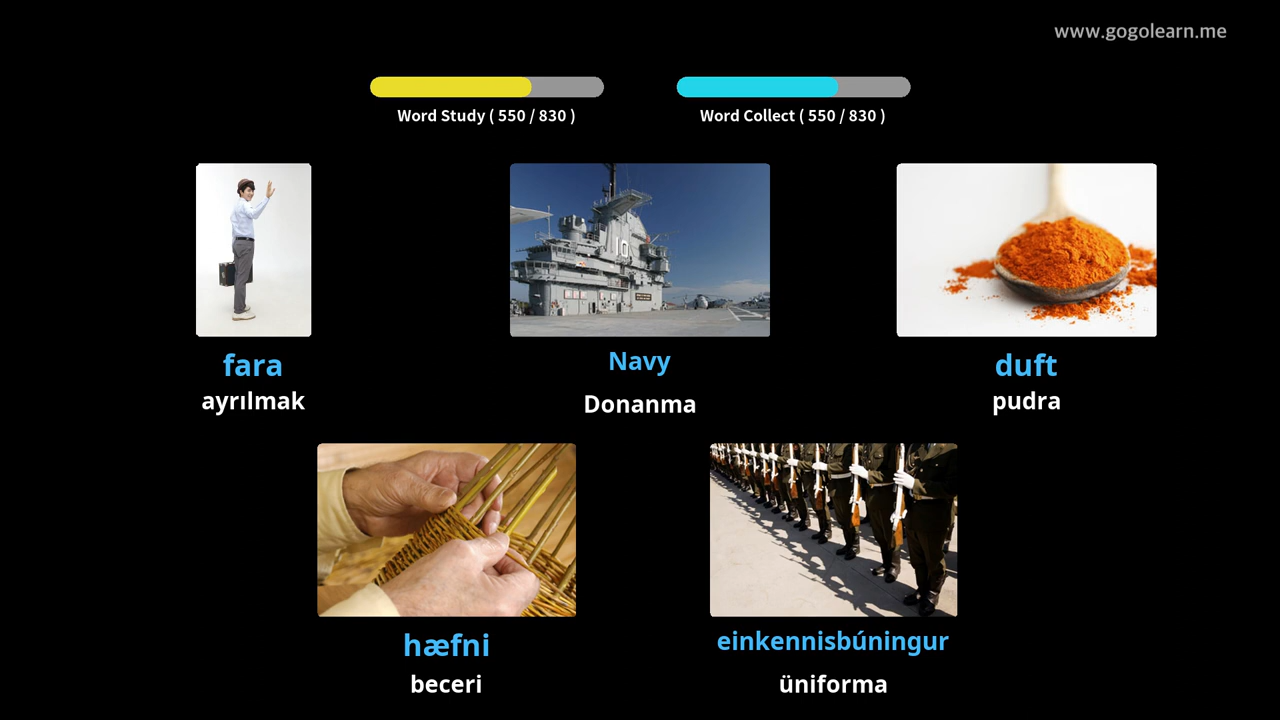 www.gogolearn.me
Word Study ( 550 / 830 )
Word Collect ( 550 / 830 )
fara
ayrılmak
Navy
Donanma
duft
pudra
10
hæfni
beceri
einkennisbúningur
üniforma